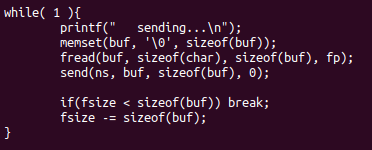 while( 1 ){
        printf("   sending...\n");
        memset(buf, '\0', sizeof(buf));
        fread(buf, sizeof(char), sizeof(buf), fp);
        send(ns, buf, sizeof(buf), 0);

        if(fsize < sizeof(buf)) break;
        fsize -= sizeof(buf);
}